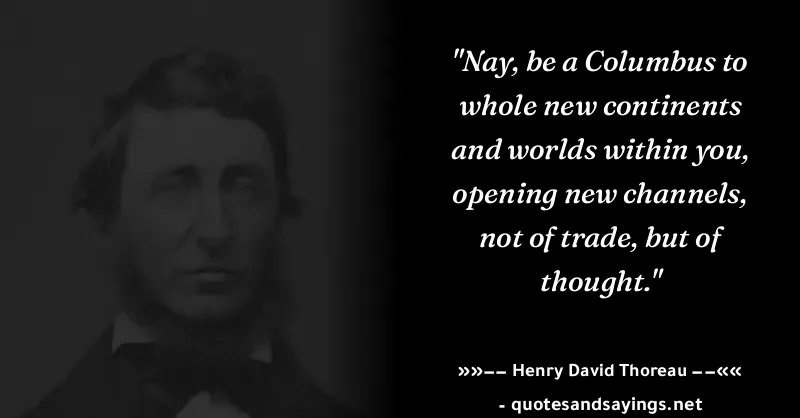 "Nay, be a Columbus to
whole new continents
and worlds within you,
opening new channels,
not of trade, but of
thought."
»»−− Henry David Thoreau −−««
- quotesandsayings.net